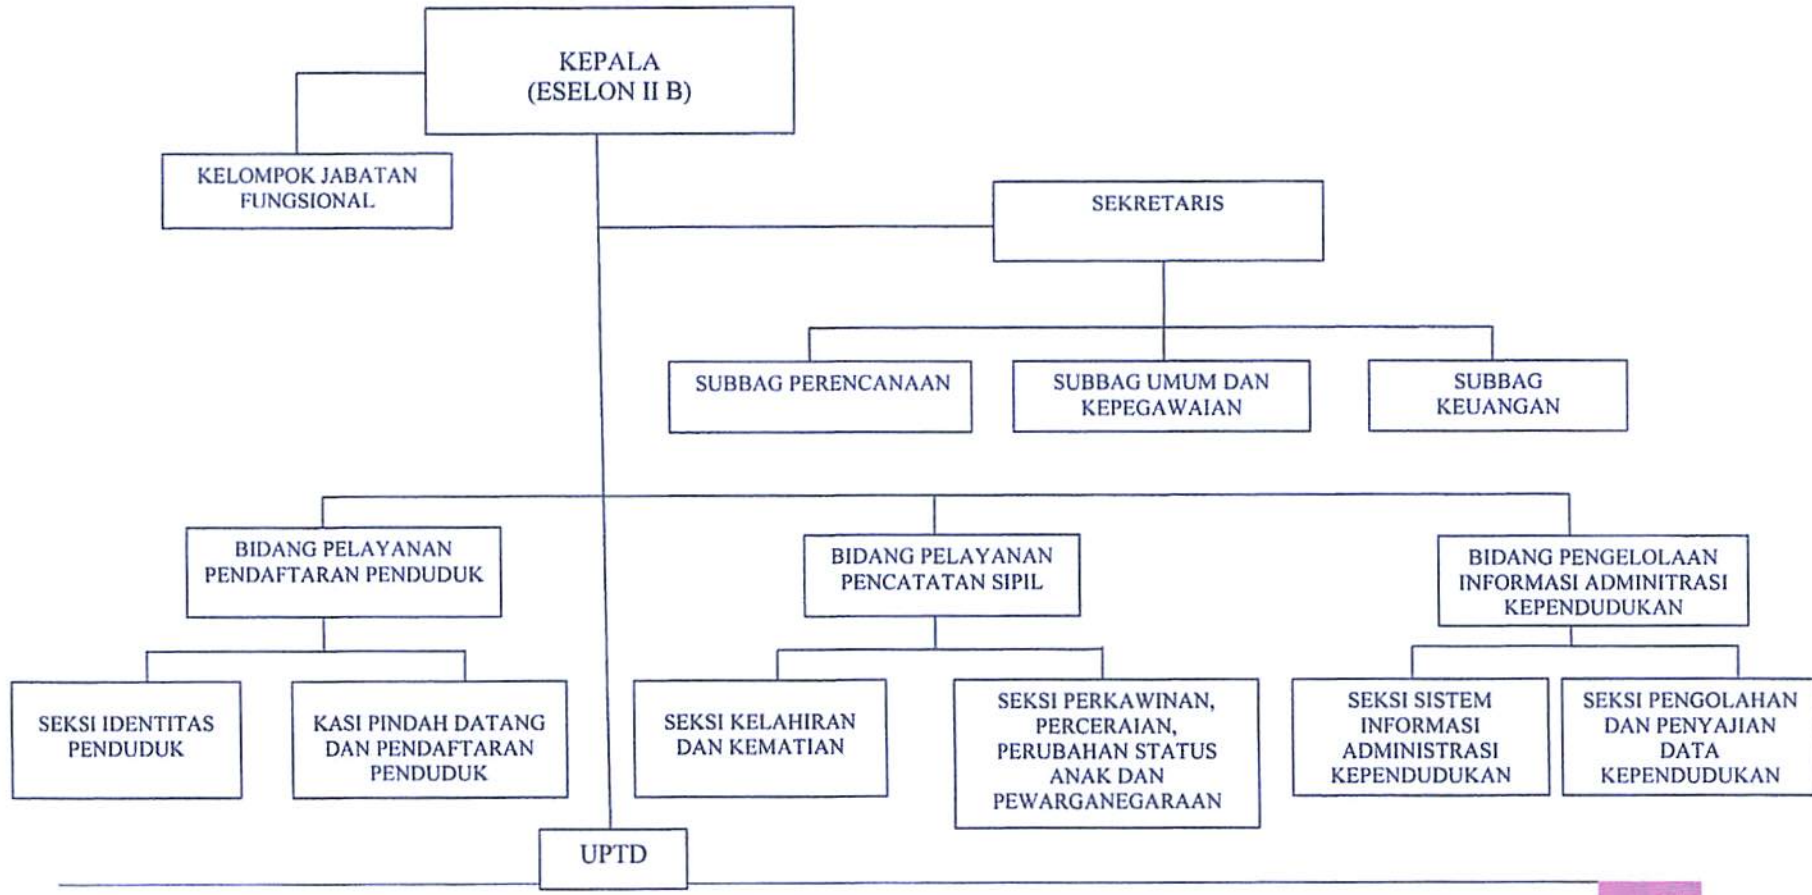 KEPALA
(ESELON II B)
KELOMPOK JABATAN
FUNGSIONAL
SEKRETARIS
SUBBAG PERENCANAAN
SUBBAG UMUM DAN
KEPEGAWAIAN
SUBBAG
KEUANGAN
BIDANG PELAYANAN
PENDAFTARAN PENDUDUK
BIDANG PELAYANAN
PENCATATAN SIPIL
BIDANG PENGELOLAAN
INFORMASI ADMINITRASI
KEPENDUDUKAN
SEKSI IDENTITAS
PENDUDUK
KASI PINDAH DATANG
DAN PENDAFTARAN
PENDUDUK
SEKSI KELAHIRAN
DAN KEMATIAN
SEKSI PERKAWINAN,
PERCERAIAN,
PERUBAHAN STATUS
ANAK DAN
PEWARGANEGARAAN
SEKSI SISTEM
INFORMASI
ADMINISTRASI
KEPENDUDUKAN
SEKSI PENGOLAHAN
DAN PENYAJIAN
DATA
KEPENDUDUKAN
UPTD